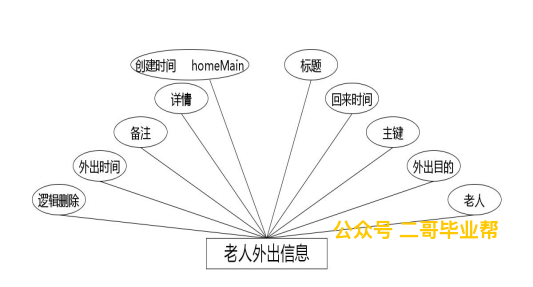 创建时间 homeMain
标题
详情
回来时间
备注
主键
外出时间
外出目的
逻辑删除
老人
公众号 二哥毕业帮
老人外出信息